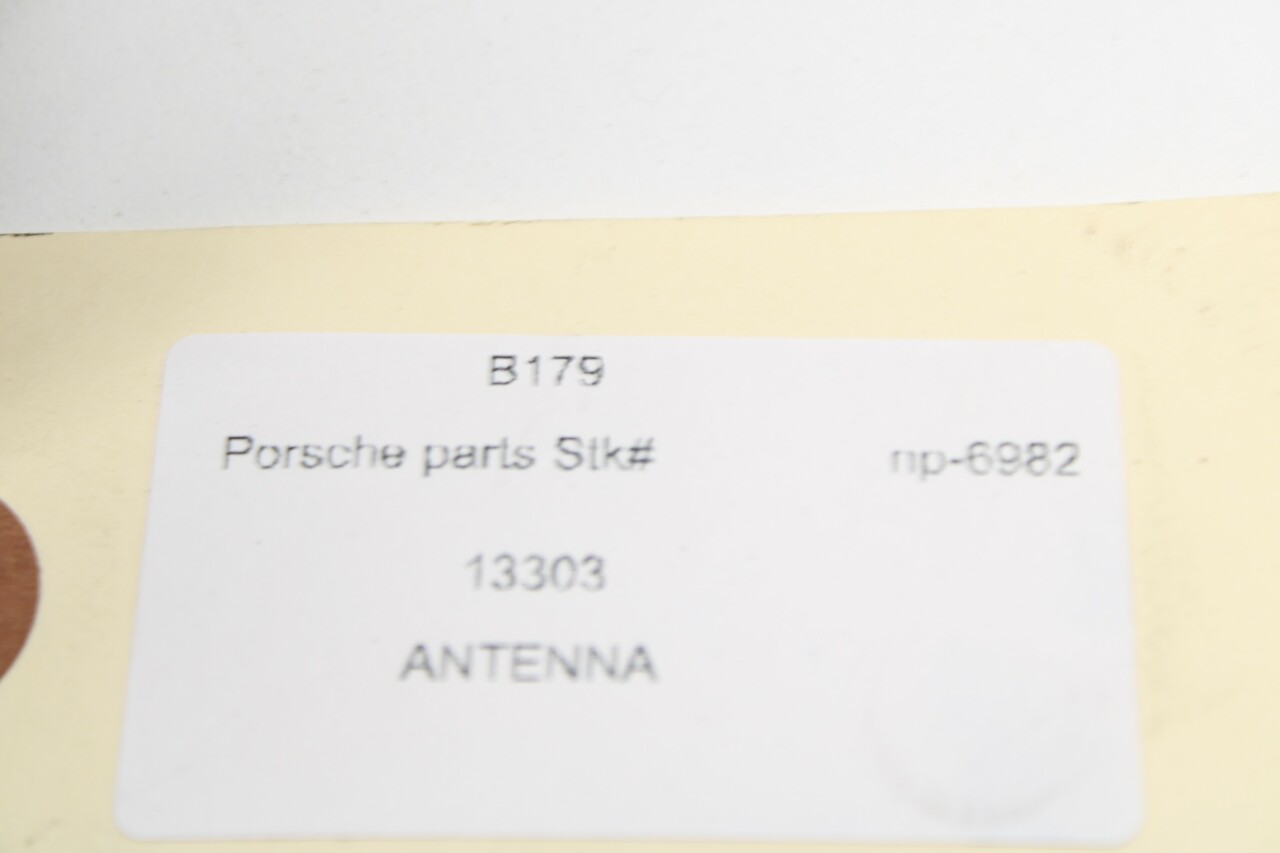 B179
Porsche parts Stk# np-6982
13303
ANTENNA